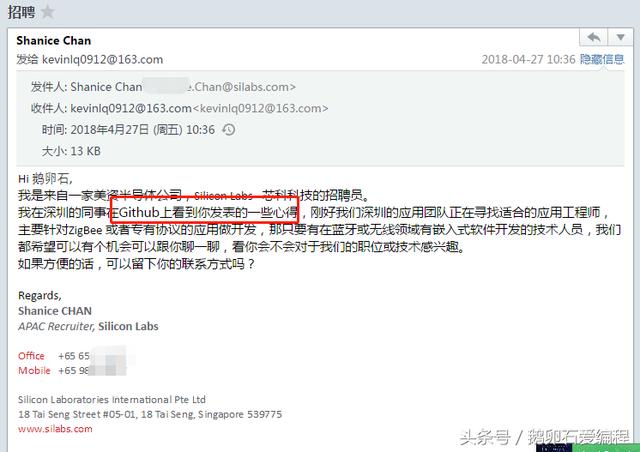 招聘
Shanice Chan
发给 kevinlq0912@163.com
2018-04-27 10:36 隐藏信息
发件人: Shanice Chan e.Chan@silabs.com>
收件人: kevinlq0912@163.com<kevinlq0912@163.com>
时间: 2018年4月27日 (周五) 10:36
大小: 13 KB
Hi 鹅卵石,
我是来自一家美资半导体公司，Silicon Labs 芯科科技的招聘员。
我在深圳的同事在Github上看到你发表的一些心得，刚好我们深圳的应用团队正在寻找适合的应用工程师，
主要针对ZigBee 或者专有协议的应用做开发，那只要有在蓝牙或无线领域有嵌入式软件开发的技术人员，我们
都希望可以有个机会可以跟你聊一聊，看你会不会对于我们的职位或技术感兴趣。
如果方便的话，可以留下你的联系方式吗？
Regards,
Shanice CHAN
APAC Recruiter, Silicon Labs
Office +65 65
Mobile +65 98
Silicon Laboratories International Pte Ltd
18 Tai Seng Street #05-01, 18 Tai Seng, Singapore 539775
www.silabs.com
头条号／鹅卵石爱编程